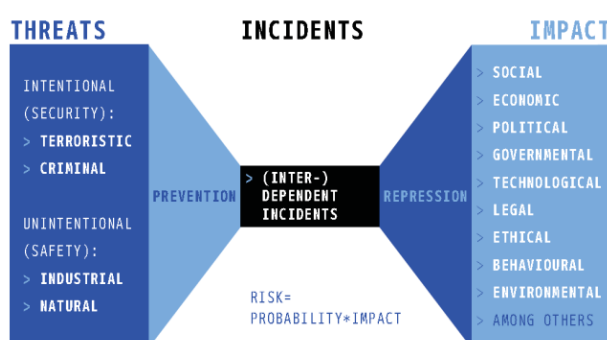 THREATS
INCIDENTS
IMPACT
INTENTIONAL
(SECURITY):
> TERRORISTIC
> CRIMINAL
UNINTENTIONAL
(SAFETY):
> INDUSTRIAL
> NATURAL
PREVENTION
> (INTER-)
DEPENDENT
INCIDENTS
REPRESSION
RISK=
PROBABILITY*IMPACT
> SOCIAL
> ECONOMIC
> POLITICAL
> GOVERNMENTAL
> TECHNOLOGICAL
> LEGAL
> ETHICAL
> BEHAVIOURAL
> ENVIRONMENTAL
> AMONG OTHERS